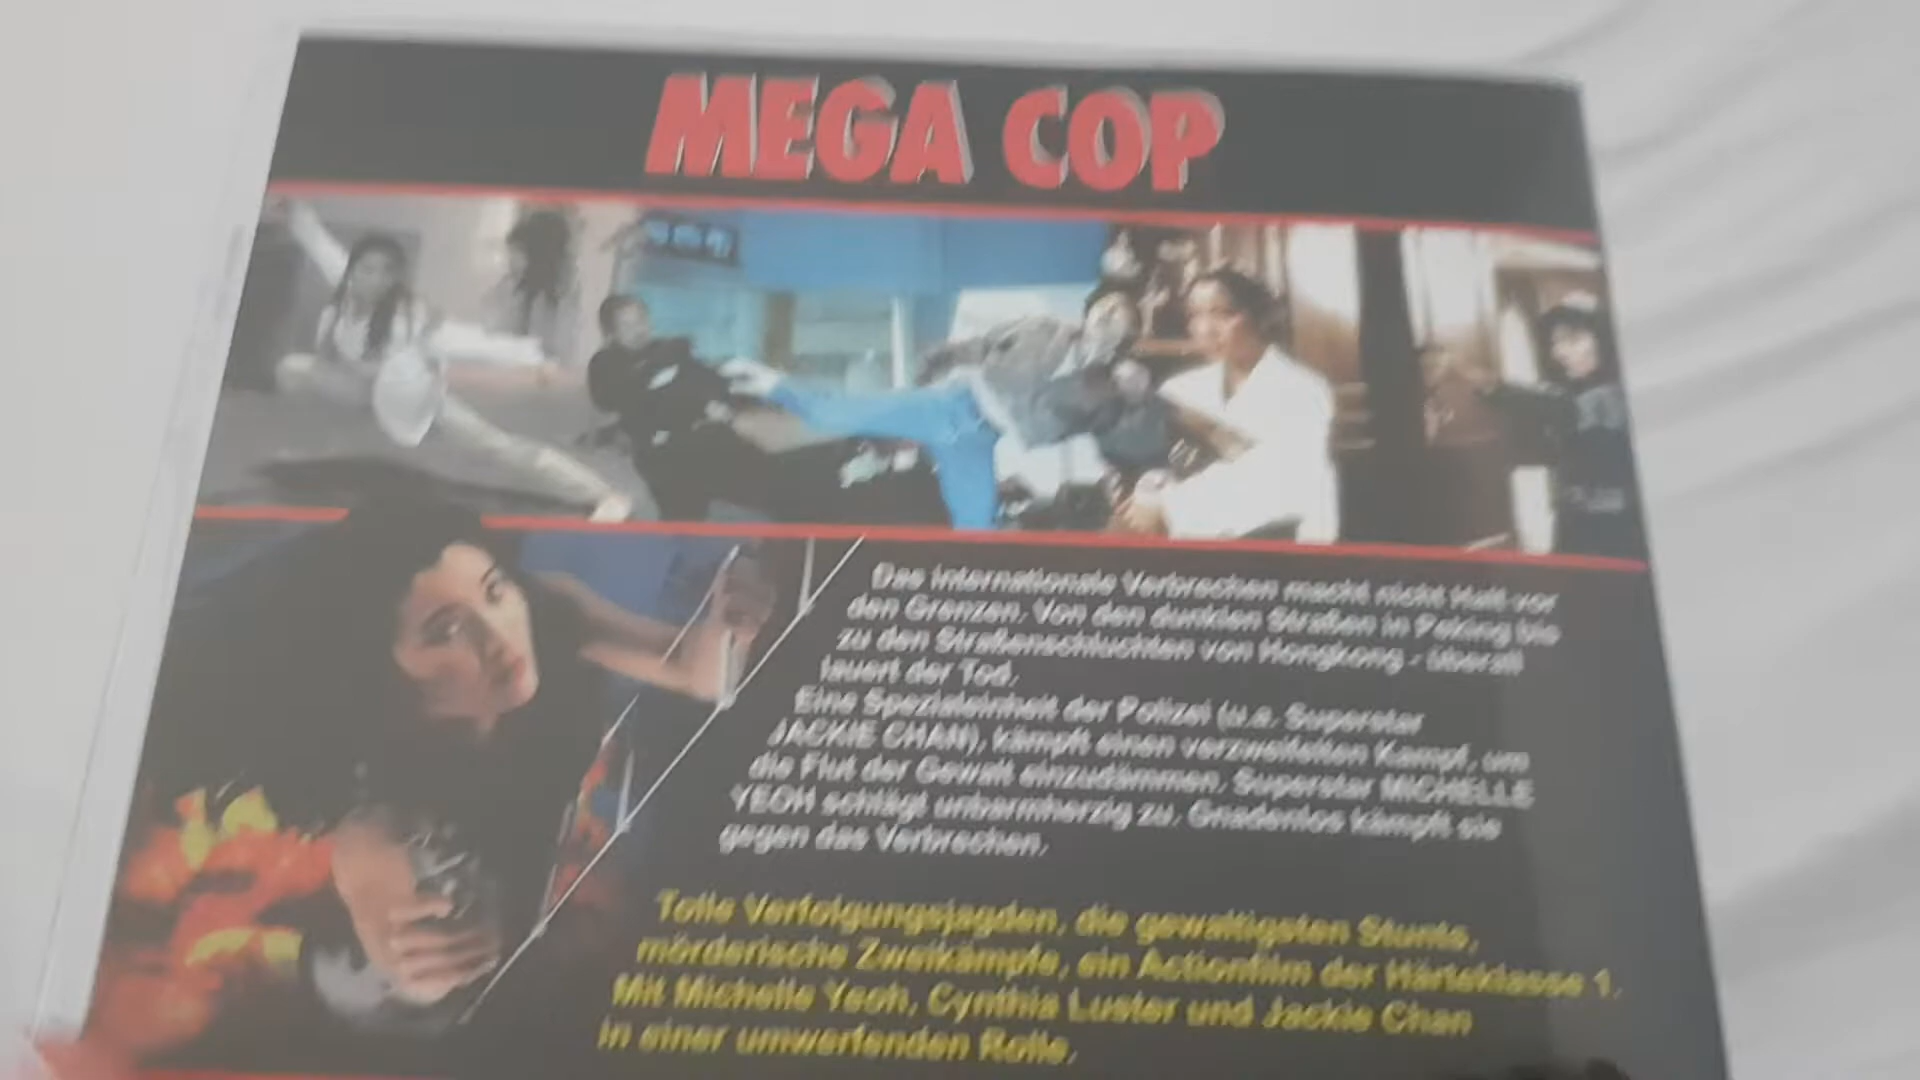 MEGA COP
Das internationale Verbrechen macht nicht Halt vor
den Grenzen. Von den dunklen Straßen in Peking bis
zu den Straßenschluchten von Hongkong - überall
lauert der Tod.
Eine Spezialeinheit der Polizei (u.a. Superstar
JACKIE CHAN), kämpft einen verzweifelten Kampf, um
die Flut der Gewalt einzudämmen. Superstar MICHELLE
YEOH schlägt unbarmherzig zu. Gnadenlos kämpft sie
gegen das Verbrechen.
Tolle Verfolgungsjagden, die gewaltigsten Stunts,
mörderische Zweikämpfe, ein Actionfilm der Härteklasse 1.
Mit Michelle Yeoh, Cynthia Luster und Jackie Chan
in einer umwerfenden Rolle.